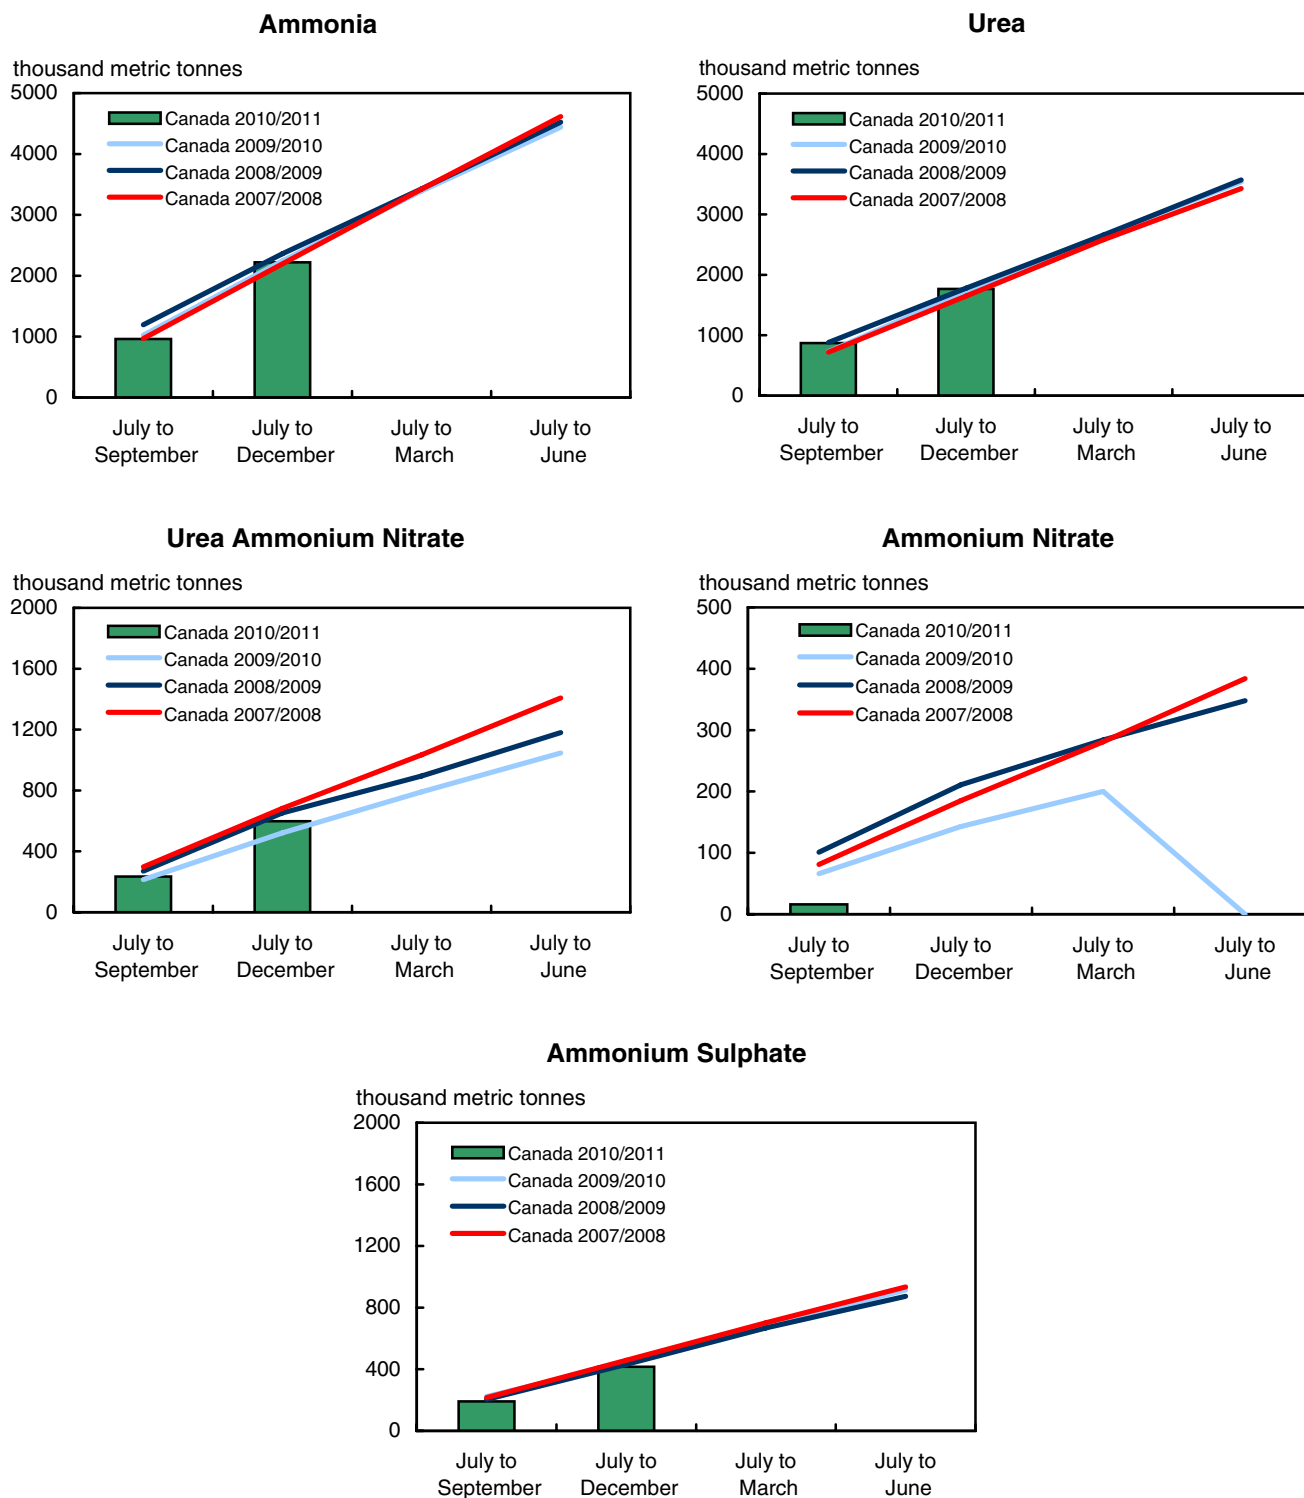 Ammonia
thousand metric tonnes
5000
4000
3000
2000
1000
0
Canada 2010/2011
Canada 2009/2010
Canada 2008/2009
Canada 2007/2008
July to September
July to December
July to March
July to June
Urea
thousand metric tonnes
5000
4000
3000
2000
1000
0
Canada 2010/2011
Canada 2009/2010
Canada 2008/2009
Canada 2007/2008
July to September
July to December
July to March
July to June
Urea Ammonium Nitrate
thousand metric tonnes
2000
1600
1200
800
400
0
Canada 2010/2011
Canada 2009/2010
Canada 2008/2009
Canada 2007/2008
July to September
July to December
July to March
July to June
Ammonium Nitrate
thousand metric tonnes
500
400
300
200
100
0
Canada 2010/2011
Canada 2009/2010
Canada 2008/2009
Canada 2007/2008
July to September
July to December
July to March
July to June
Ammonium Sulphate
thousand metric tonnes
2000
1600
1200
800
400
0
Canada 2010/2011
Canada 2009/2010
Canada 2008/2009
Canada 2007/2008
July to September
July to December
July to March
July to June